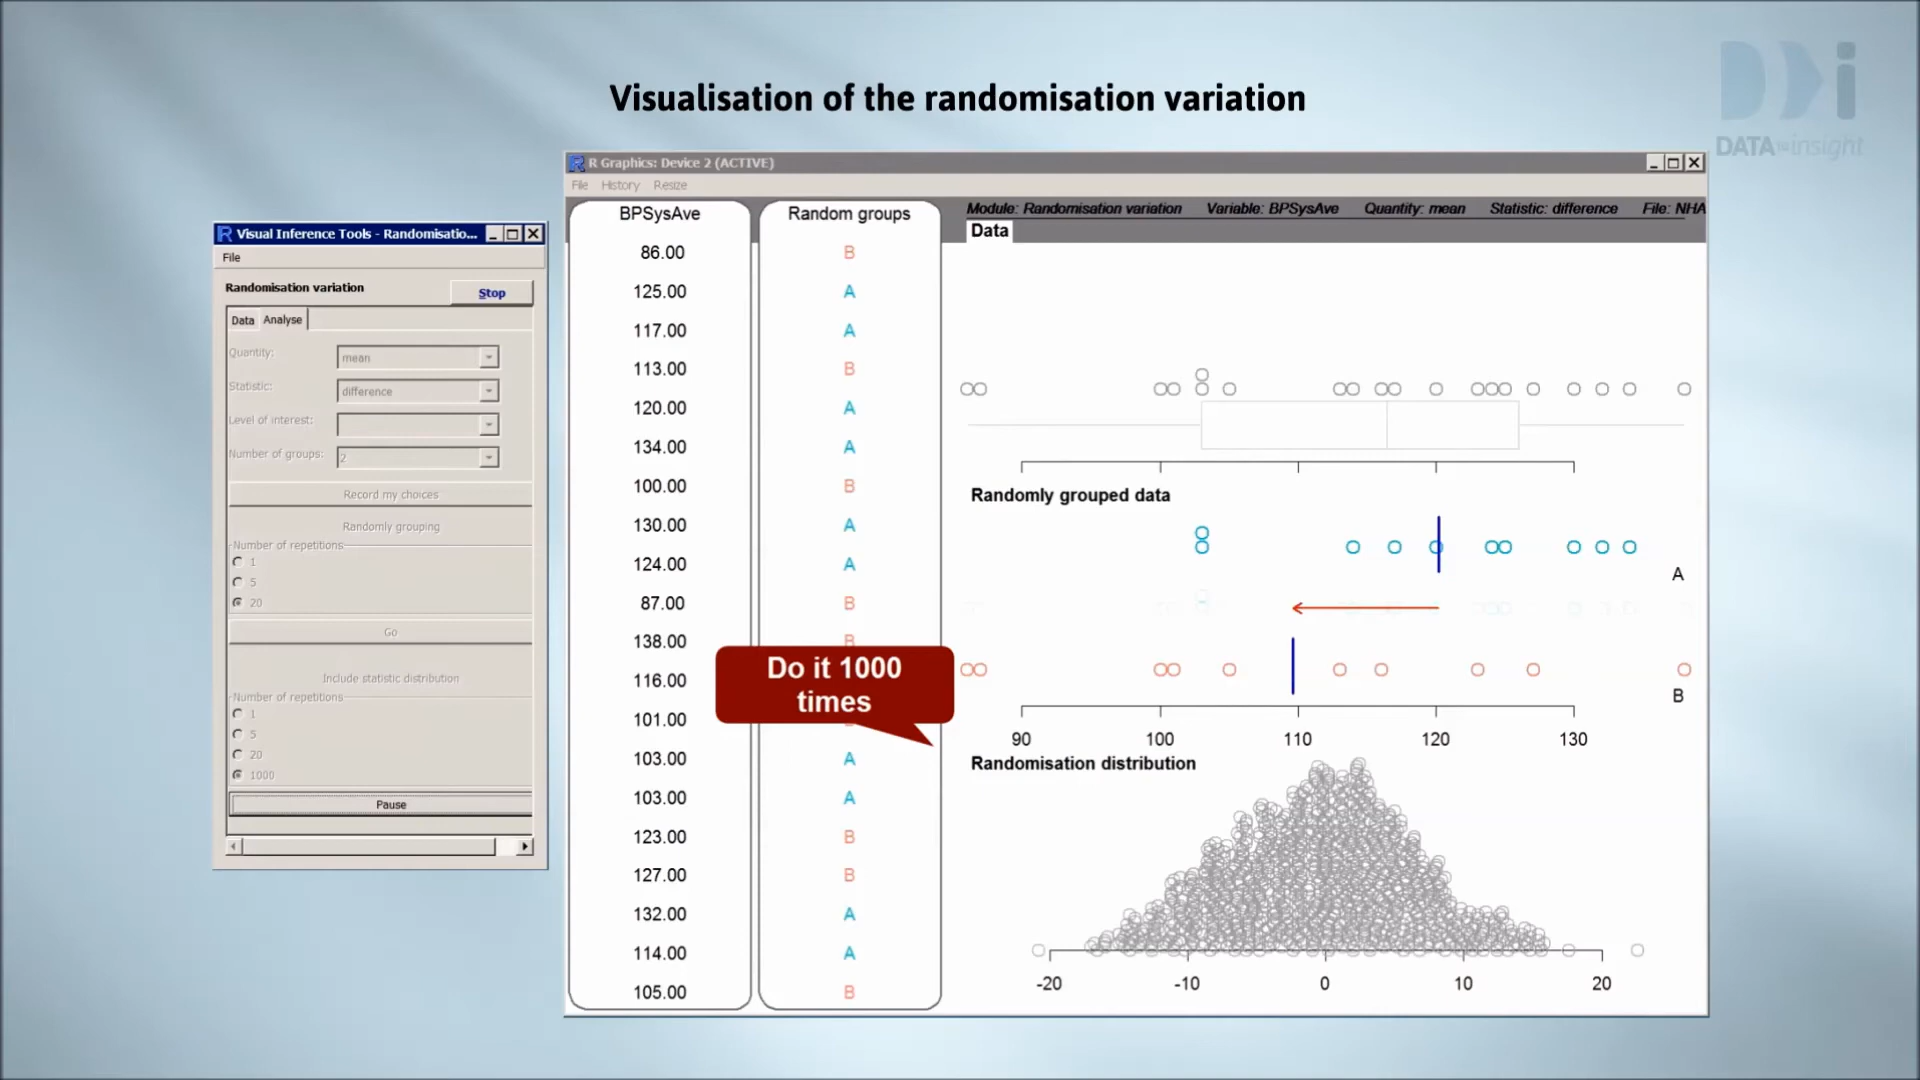 Visualisation of the randomisation variation
DATA TO insight
R Graphics: Device 2 (ACTIVE)
File History Resize
Visual Inference Tools - Randomisatio...
File
Randomisation variation
Stop
Data Analyse
Quantity: mean
Statistic: difference
Level of interest:
Number of groups: 2
Record my choices
Randomly grouping
Number of repetitions
1
5
20
Go
Include statistic distribution
Number of repetitions
1
5
20
1000
Pause
BPSysAve Random groups
86.00 B
125.00 A
117.00 A
113.00 B
120.00 A
134.00 A
100.00 B
130.00 A
124.00 A
87.00 B
138.00 B
116.00
101.00
103.00 A
103.00 A
123.00 B
127.00 B
132.00 A
114.00 A
105.00 B
Do it 1000
times
Module: Randomisation variation Variable: BPSysAve Quantity: mean Statistic: difference File: NHA
Data
Randomly grouped data
A
B
90 100 110 120 130
Randomisation distribution
-20 -10 0 10 20